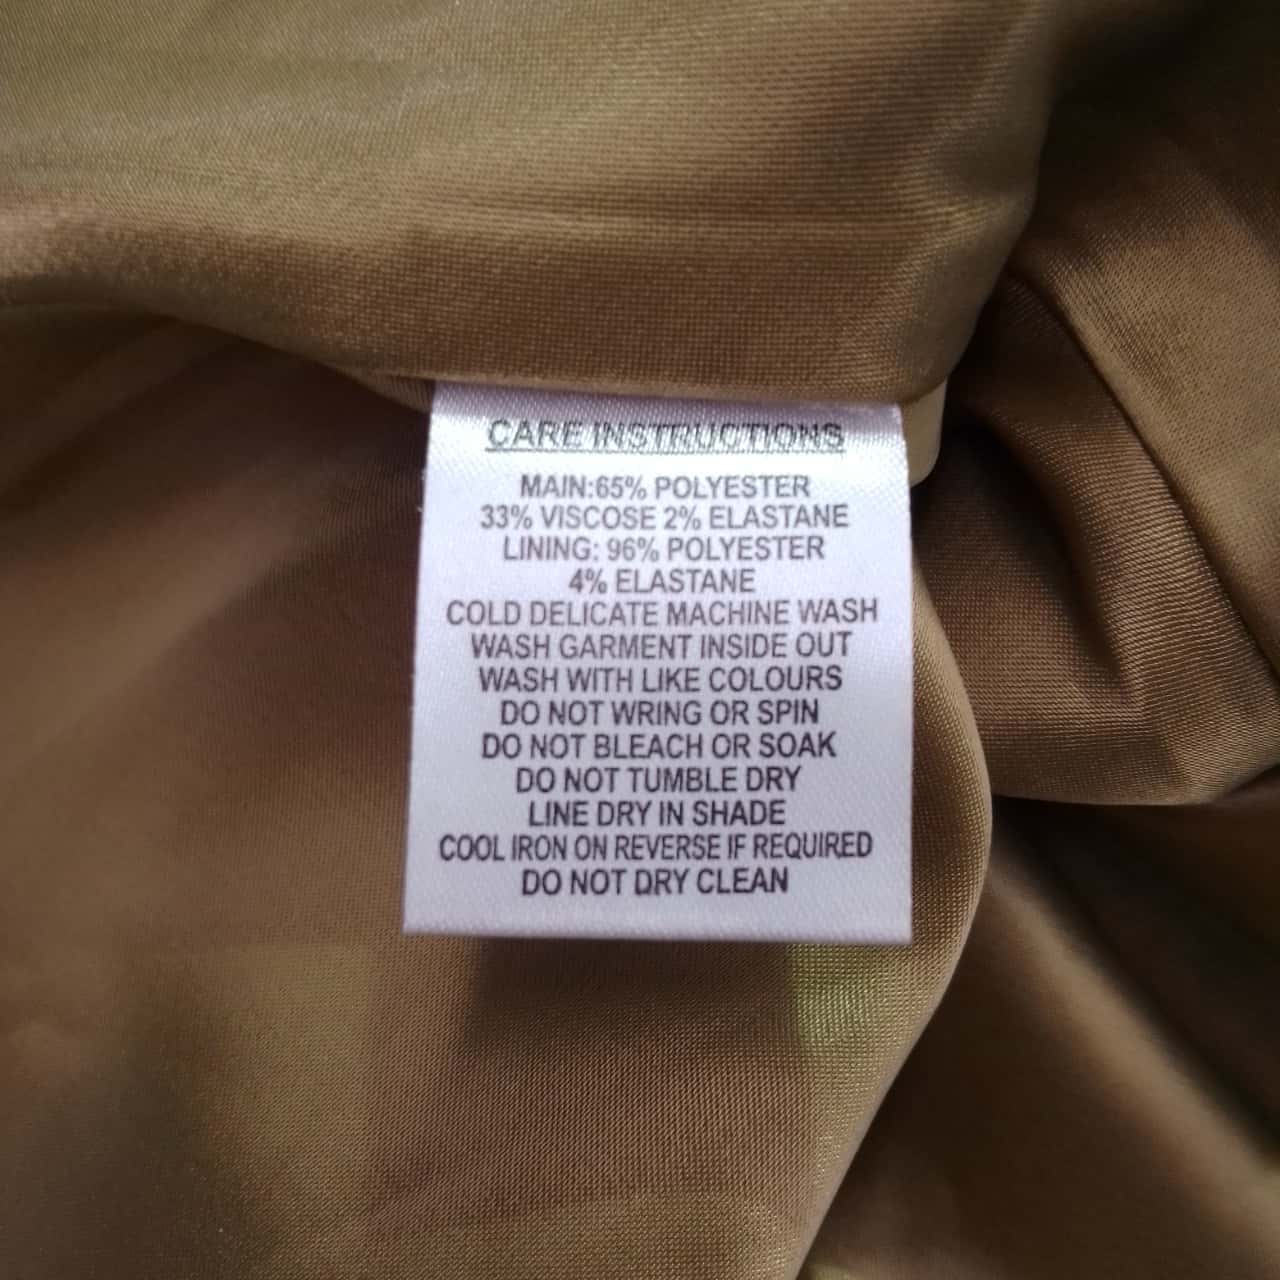 CARE INSTRUCTIONS
MAIN:65% POLYESTER
33% VISCOSE 2% ELASTANE
LINING: 96% POLYESTER
4% ELASTANE
COLD DELICATE MACHINE WASH
WASH GARMENT INSIDE OUT
WASH WITH LIKE COLOURS
DO NOT WRING OR SPIN
DO NOT BLEACH OR SOAK
DO NOT TUMBLE DRY
LINE DRY IN SHADE
COOL IRON ON REVERSE IF REQUIRED
DO NOT DRY CLEAN